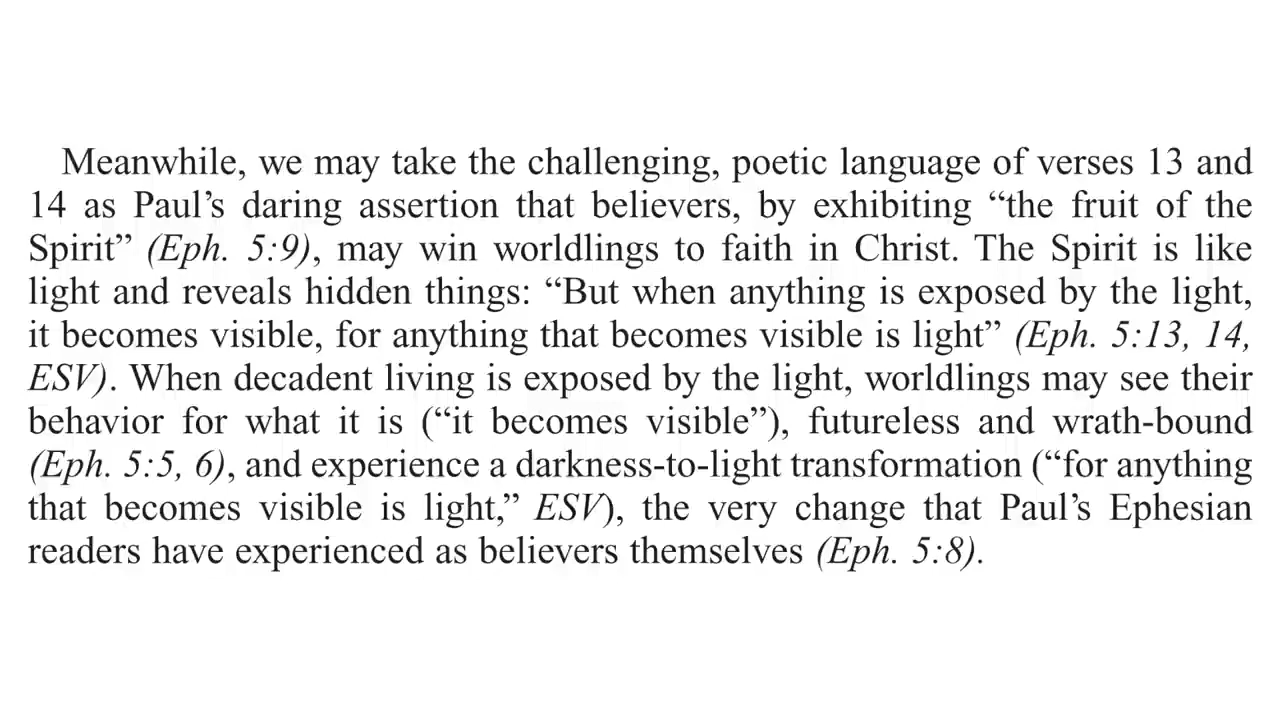 Meanwhile, we may take the challenging, poetic language of verses 13 and
14 as Paul’s daring assertion that believers, by exhibiting “the fruit of the
Spirit” (Eph. 5:9), may win worldlings to faith in Christ. The Spirit is like
light and reveals hidden things: “But when anything is exposed by the light,
it becomes visible, for anything that becomes visible is light” (Eph. 5:13, 14,
ESV). When decadent living is exposed by the light, worldlings may see their
behavior for what it is (“it becomes visible”), futureless and wrath-bound
(Eph. 5:5, 6), and experience a darkness-to-light transformation (“for anything
that becomes visible is light,” ESV), the very change that Paul’s Ephesian
readers have experienced as believers themselves (Eph. 5:8).